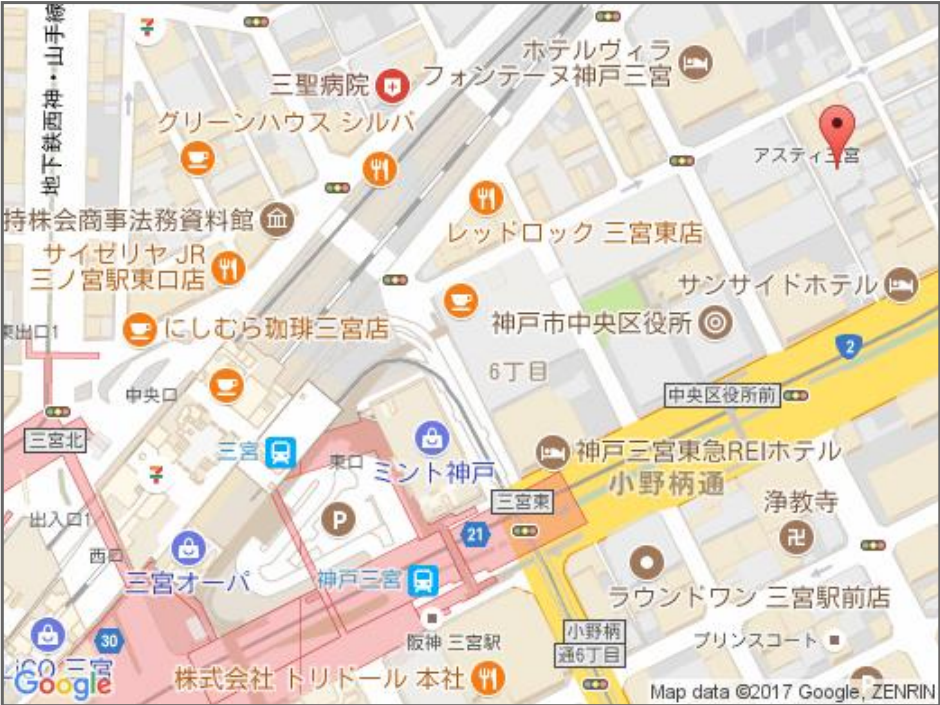 地下鉄西神・山手線
ホテルヴィラ
フォンテーヌ神戸三宮
三聖病院
グリーンハウス シルバ
アスティ三宮
持株会商事法務資料館
レッドロック 三宮東店
サイゼリヤ JR
三ノ宮駅東口店
サンサイドホテル
にしむら珈琲三宮店
神戸市中央区役所
東出口1
2
6丁目
中央口
中央区役所前
三宮北
三宮
東口
ミント神戸
神戸三宮東急REIホテル
小野柄通
三宮東
浄教寺
P
出入口1
21
西口
三宮オーパ
神戸三宮
ラウンドワン 三宮駅前店
30
阪神 三宮駅
小野柄
通6丁目
プリンスコート
三宮
株式会社 トリドール 本社
Google
Map data ©2017 Google, ZENRIN